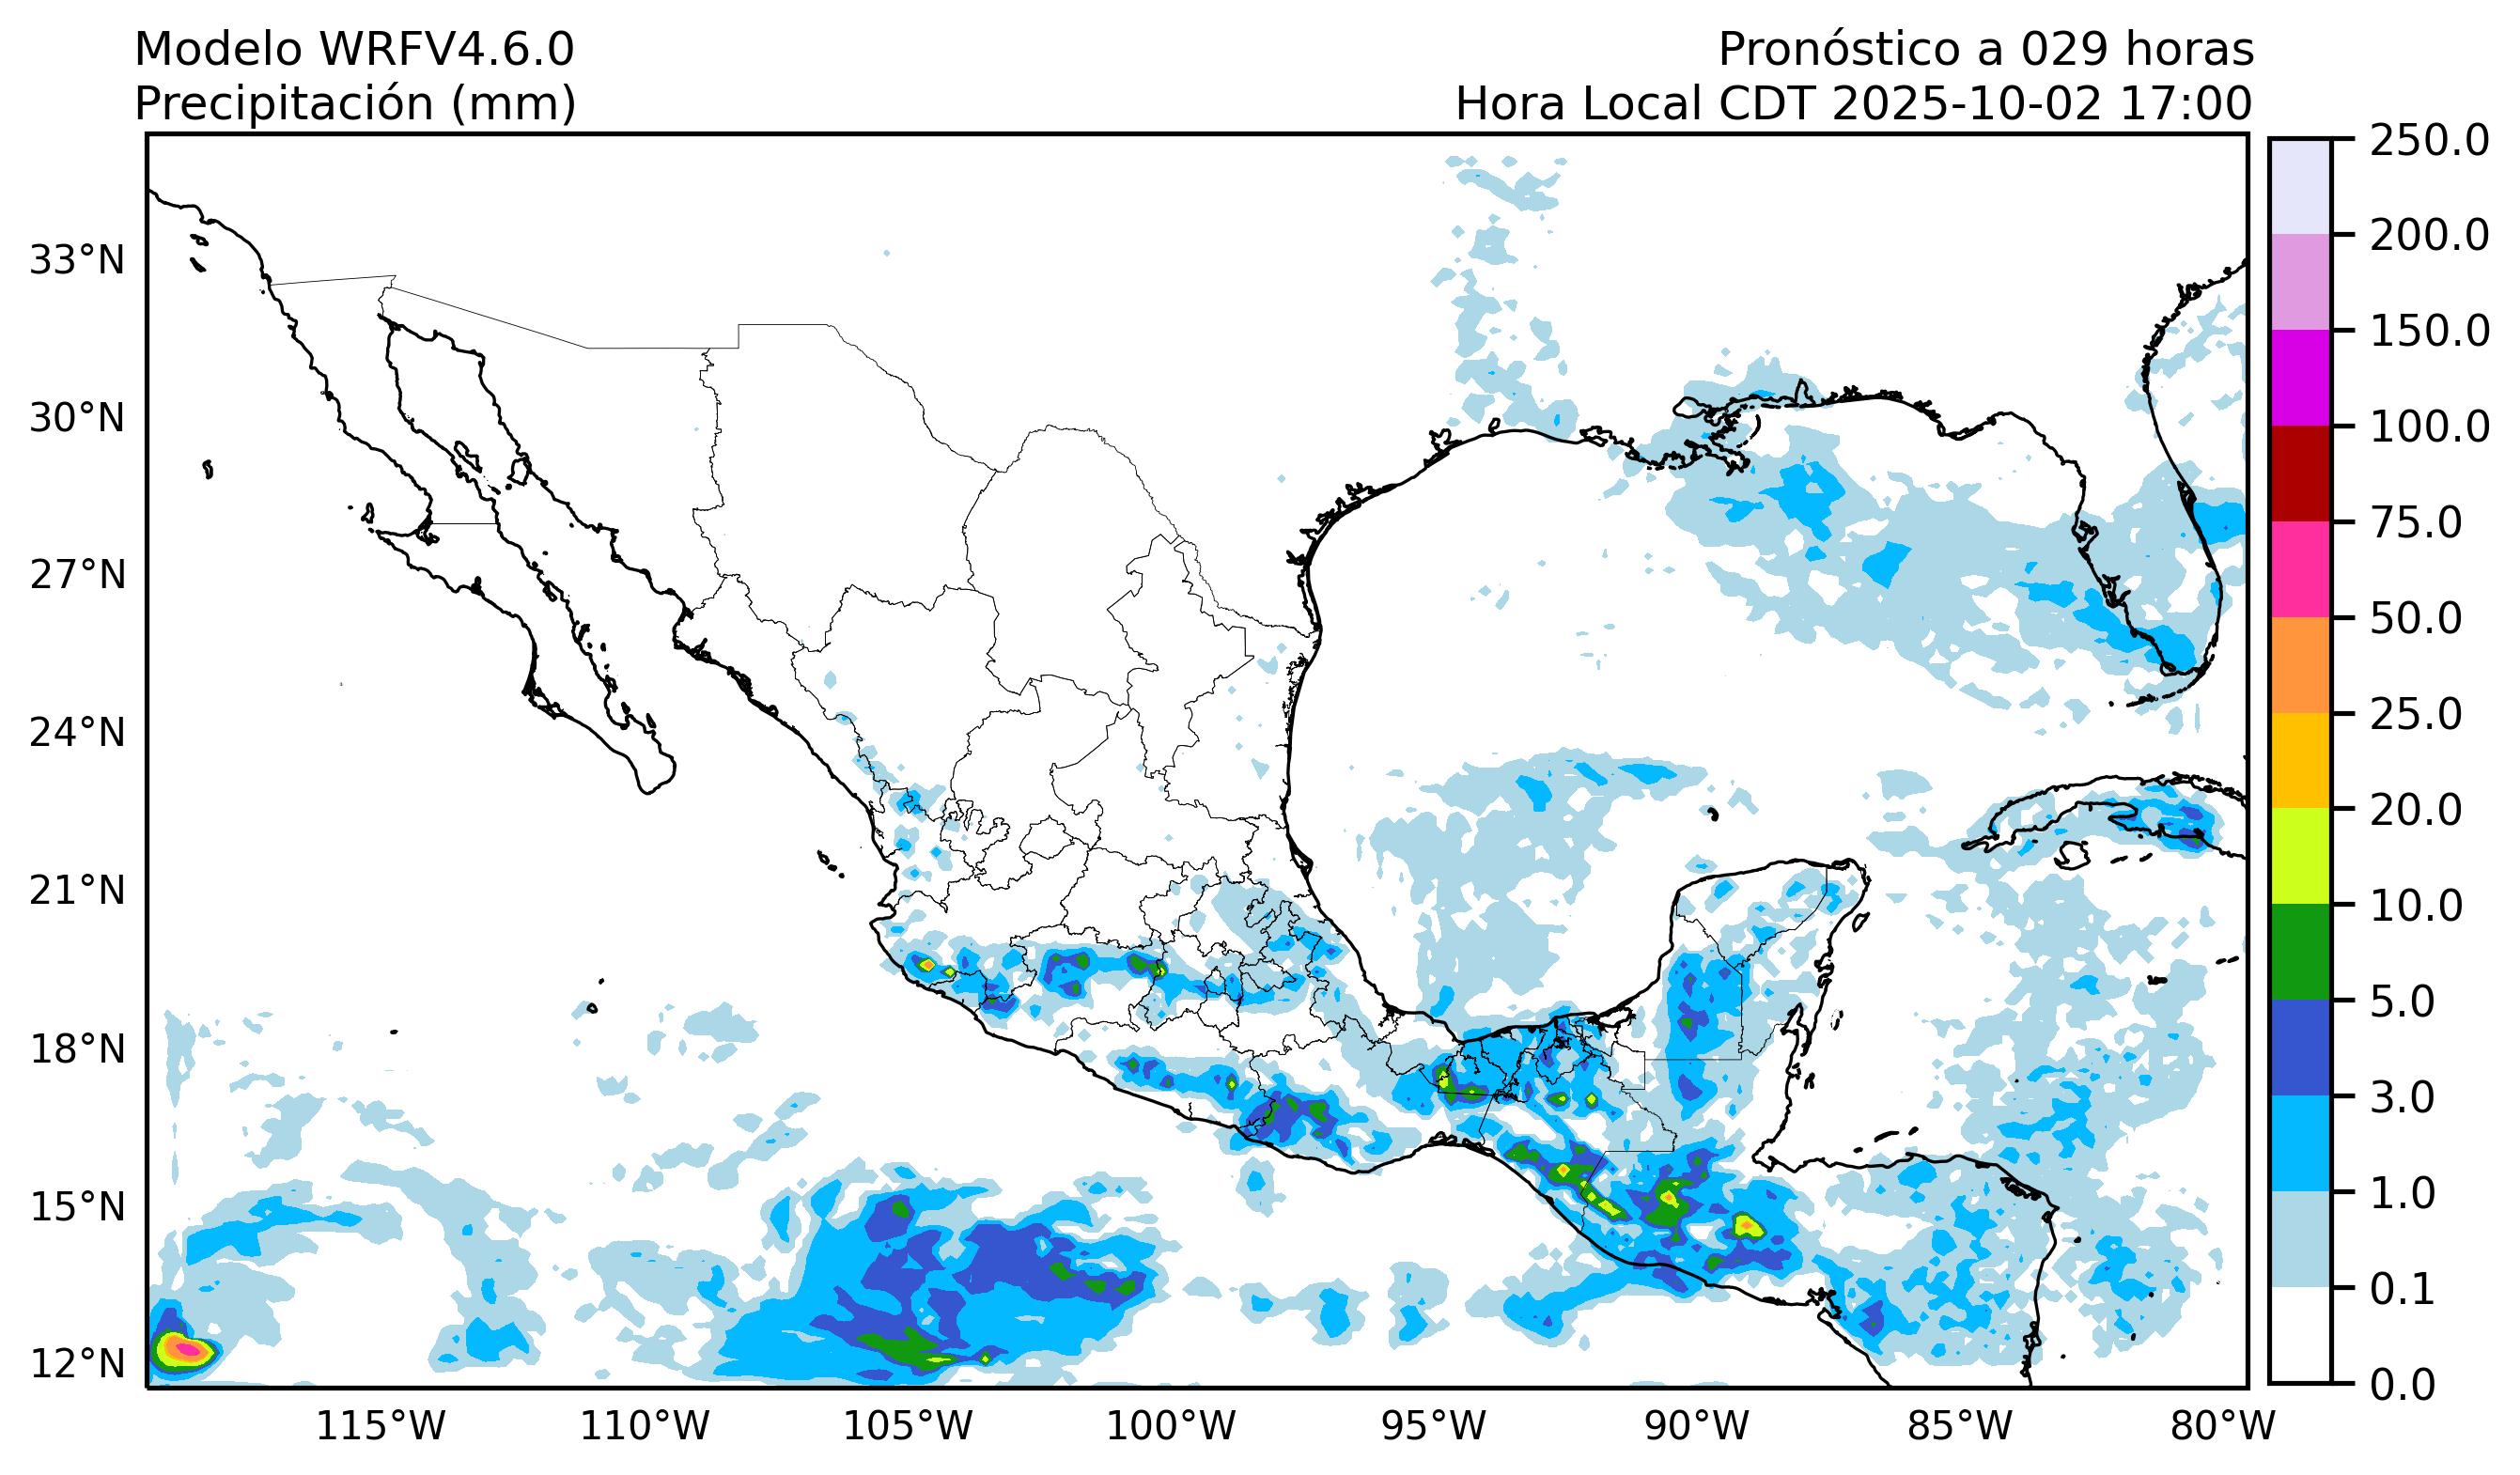 Modelo WRFV4.6.0
Precipitación (mm)
Pronóstico a 029 horas
Hora Local CDT 2025-10-02 17:00
33°N
30°N
27°N
24°N
21°N
18°N
15°N
12°N
115°W
110°W
105°W
100°W
95°W
90°W
85°W
80°W
250.0
200.0
150.0
100.0
75.0
50.0
25.0
20.0
10.0
5.0
3.0
1.0
0.1
0.0